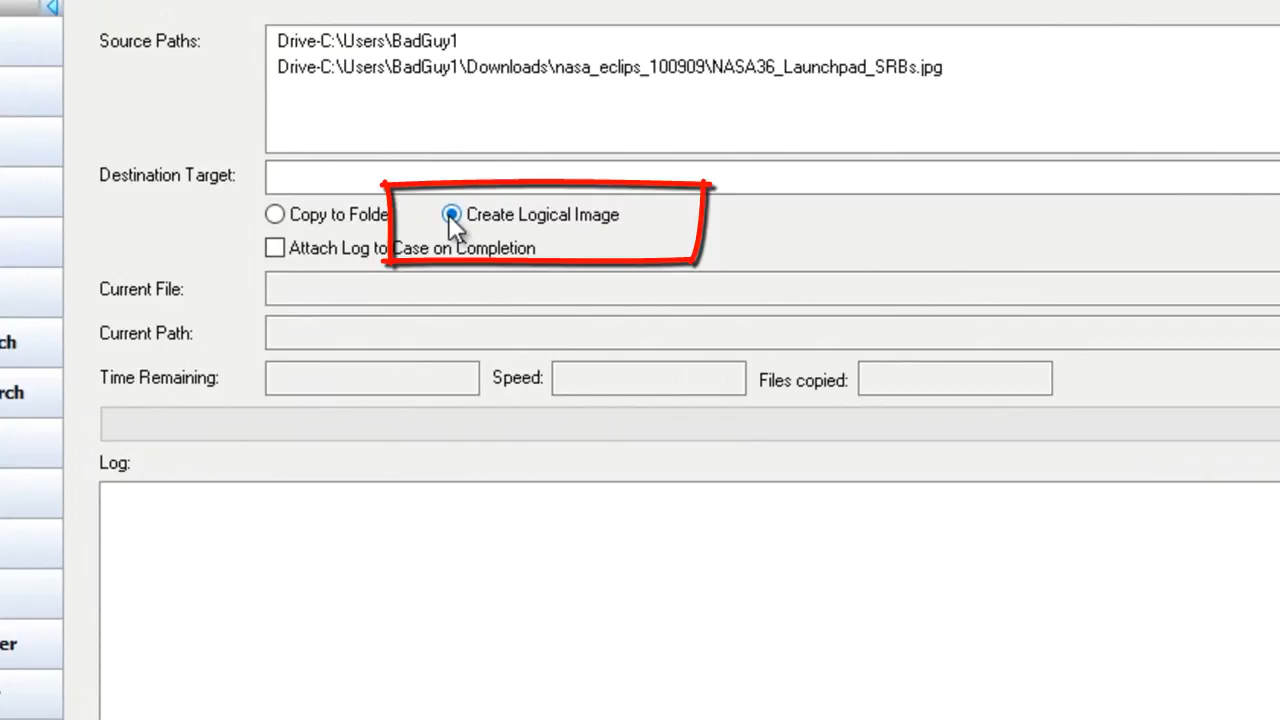 Source Paths:
Drive-C:\Users\BadGuy1
Drive-C:\Users\BadGuy1\Downloads\nasa_eclips_100909\NASA36_Launchpad_SRBs.jpg
Destination Target:
Copy to Folde Create Logical Image
Attach Log to Case on Completion
Current File:
Current Path:
ch
Time Remaining: Speed: Files copied:
rch
Log:
er